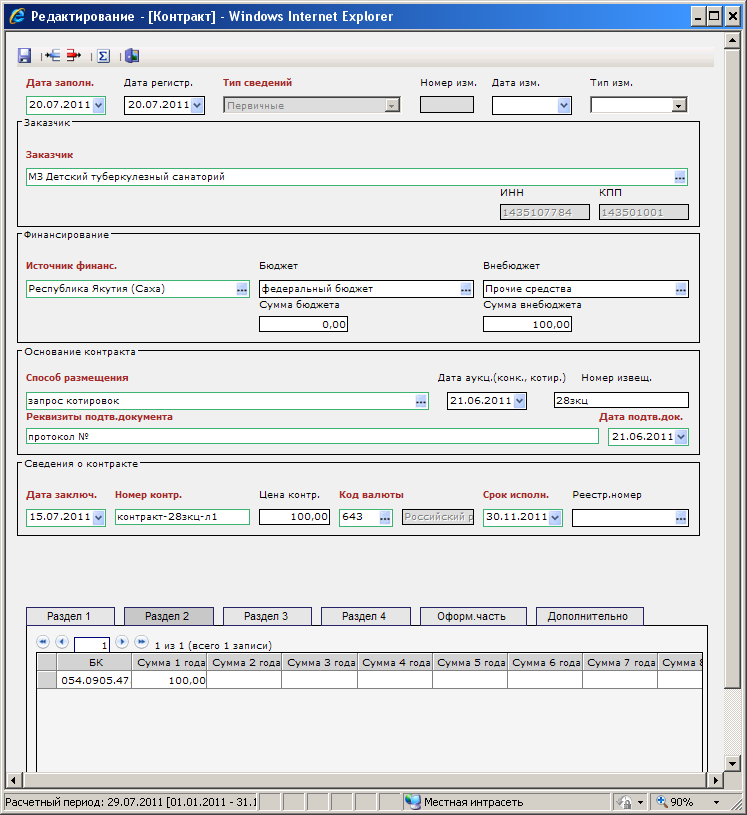 Редактирование - [Контракт] - Windows Internet Explorer
Дата заполн. Дата регистр. Тип сведений Номер изм. Дата изм. Тип изм.
20.07.2011 20.07.2011 Первичные
Заказчик
Заказчик
МЗ Детский туберкулезный санаторий
ИНН КПП
1435107784 143501001
Финансирование
Источник финанс. Бюджет Внебюджет
Республика Якутия (Саха) федеральный бюджет Прочие средства
Сумма бюджета Сумма внебюджета
0,00 100,00
Основание контракта
Способ размещения Дата аукц.(конк., котир.) Номер извещ.
запрос котировок 21.06.2011 28зкц
Реквизиты подтв.документа Дата подтв.док.
протокол № 21.06.2011
Сведения о контракте
Дата заключ. Номер контр. Цена контр. Код валюты Срок исполн. Реестр.номер
15.07.2011 контракт-28зкц-л1 100,00 643 Российский р 30.11.2011
Раздел 1 Раздел 2 Раздел 3 Раздел 4 Оформ.часть Дополнительно
1 1 из 1 (всего 1 записи)
БК Сумма 1 года Сумма 2 года Сумма 3 года Сумма 4 года Сумма 5 года Сумма 6 года Сумма 7 года Сумма 8
054.0905.47 100,00
Расчетный период: 29.07.2011 [01.01.2011 - 31.1 Местная интрасеть 90%